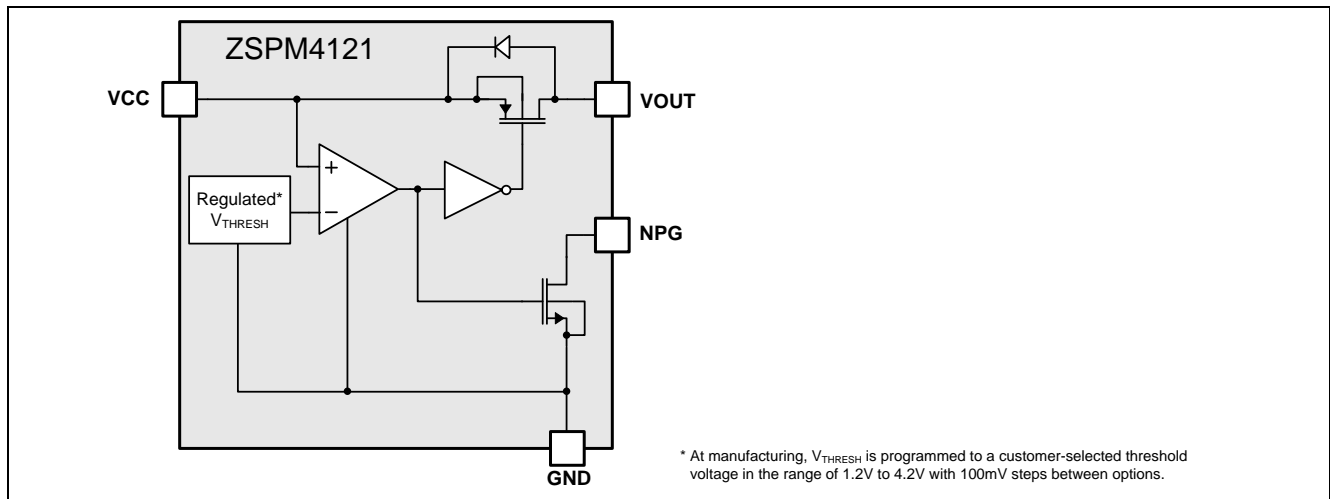 ZSPM4121
VCC
VOUT
+
Regulated*
VTHRESH
−
NPG
GND
* At manufacturing, VTHRESH is programmed to a customer-selected threshold
voltage in the range of 1.2V to 4.2V with 100mV steps between options.